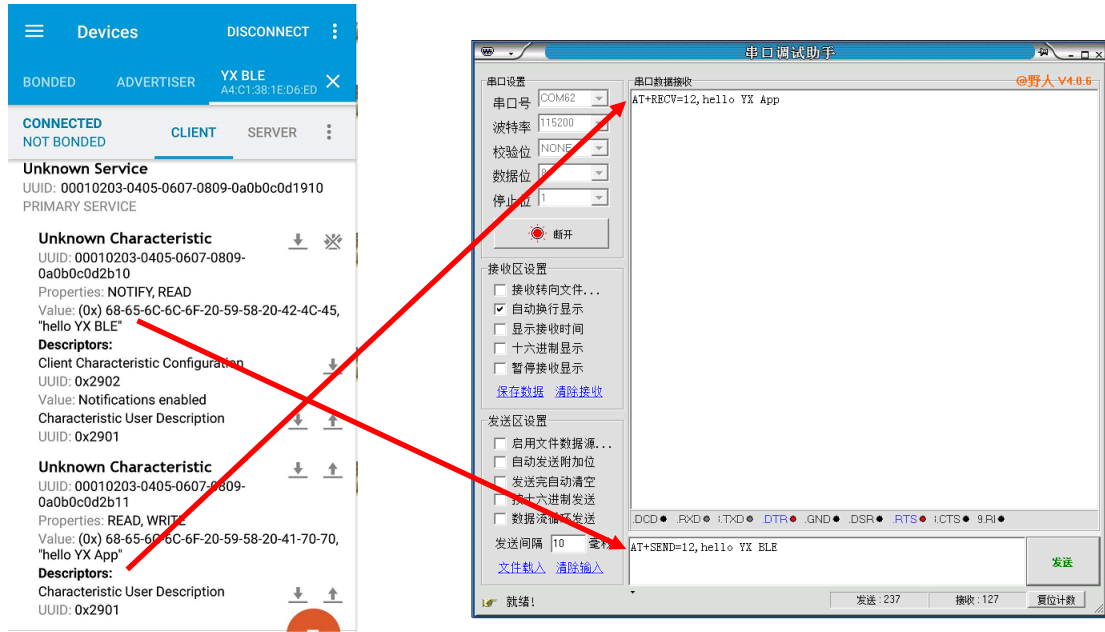 Devices
DISCONNECT
BONDED
ADVERTISER
YX BLE
A4:C1:38:1E:D6:ED
CONNECTED
NOT BONDED
CLIENT
SERVER
Unknown Service
UUID: 00010203-0405-0607-0809-0a0b0c0d1910
PRIMARY SERVICE
Unknown Characteristic
UUID: 00010203-0405-0607-0809-
0a0b0c0d2b10
Properties: NOTIFY, READ
Value: (0x) 68-65-6C-6C-6F-20-59-58-20-42-4C-45,
"hello YX BLE"
Descriptors:
Client Characteristic Configuration
UUID: 0x2902
Value: Notifications enabled
Characteristic User Description
UUID: 0x2901
Unknown Characteristic
UUID: 00010203-0405-0607-0809-
0a0b0c0d2b11
Properties: READ, WRITE
Value: (0x) 68-65-6C-6C-6F-20-59-58-20-41-70-70,
"hello YX App"
Descriptors:
Characteristic User Description
UUID: 0x2901
串口调试助手
串口设置
串口号 COM62
波特率 115200
校验位 NONE
数据位 8
停止位 1
断开
接收区设置
接收转向文件...
自动换行显示
显示接收时间
十六进制显示
暂停接收显示
保存数据 清除接收
发送区设置
启用文件数据源...
自动发送附加位
发送完自动清空
按十六进制发送
数据流循环发送
发送间隔 10 毫秒
文件载入 清除输入
串口数据接收
@野人 V4.0.6
AT+RECV=12,hello YX App
.DCD .RXD .TXD .DTR .GND .DSR .RTS .CTS 9.RI
AT+SEND=12,hello YX BLE
发送
就绪!
发送:237
接收:127
复位计数